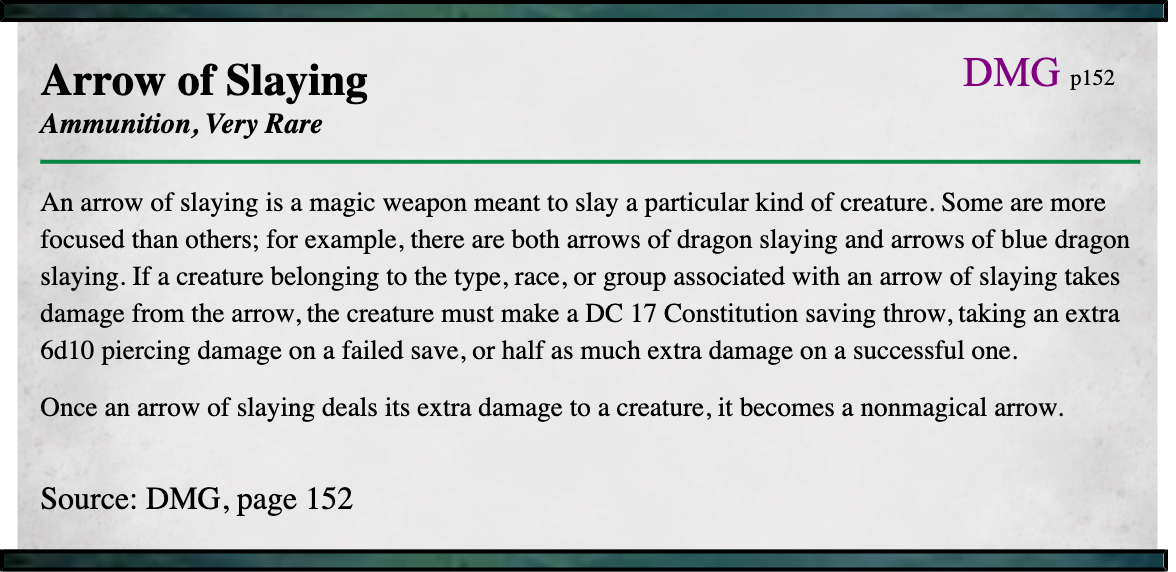 Arrow of Slaying
DMG p152
Ammunition, Very Rare
An arrow of slaying is a magic weapon meant to slay a particular kind of creature. Some are more
focused than others; for example, there are both arrows of dragon slaying and arrows of blue dragon
slaying. If a creature belonging to the type, race, or group associated with an arrow of slaying takes
damage from the arrow, the creature must make a DC 17 Constitution saving throw, taking an extra
6d10 piercing damage on a failed save, or half as much extra damage on a successful one.
Once an arrow of slaying deals its extra damage to a creature, it becomes a nonmagical arrow.
Source: DMG, page 152